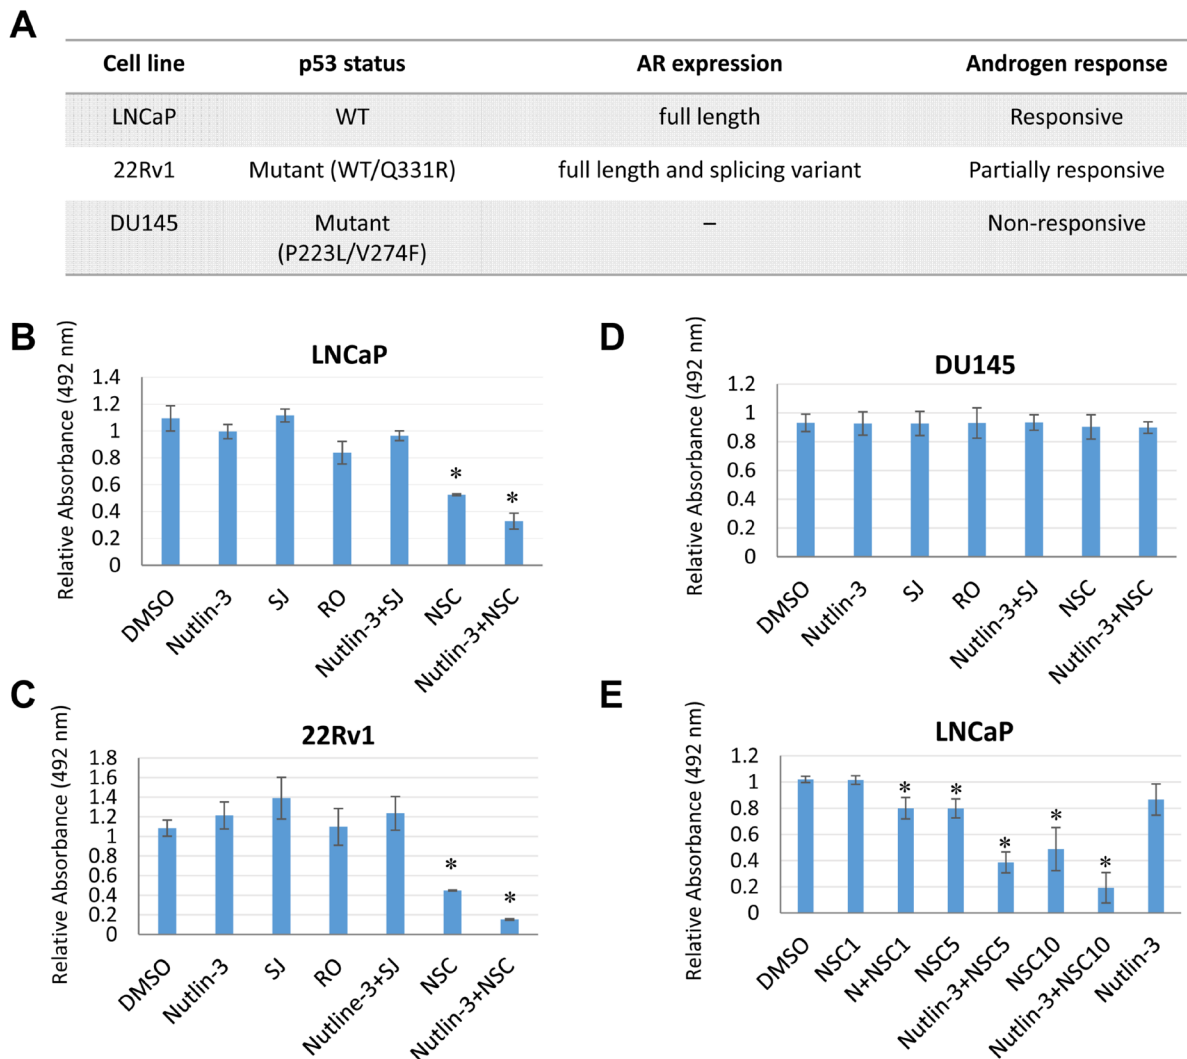 A
Cell line p53 status AR expression Androgen response
LNCaP WT full length Responsive
22Rv1 Mutant (WT/Q331R) full length and splicing variant Partially responsive
DU145 Mutant – Non-responsive
(P223L/V274F)
B
LNCaP
Relative Absorbance (492 nm)
1.4
1.2
1
0.8
0.6
0.4
0.2
0
* *
DMSO Nutlin-3 SJ RO Nutlin-3+SJ NSC Nutlin-3+NSC
D
DU145
Relative Absorbance (492 nm)
1.2
1
0.8
0.6
0.4
0.2
0
DMSO Nutlin-3 SJ RO Nutlin-3+SJ NSC Nutlin-3+NSC
C
22Rv1
Relative Absorbance (492 nm)
1.8
1.6
1.4
1.2
1
0.8
0.6
0.4
0.2
0
* *
DMSO Nutlin-3 SJ RO Nutline-3+SJ NSC Nutlin-3+NSC
E
LNCaP
Relative Absorbance (492 nm)
1.2
1
0.8
0.6
0.4
0.2
0
* * * * *
DMSO NSC1 N+NSC1 NSC5 Nutlin-3+NSC5 NSC10 Nutlin-3+NSC10 Nutlin-3